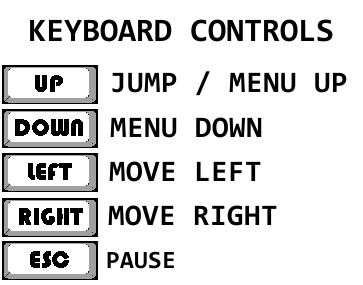 KEYBOARD CONTROLS
UP JUMP / MENU UP
DOWN MENU DOWN
LEFT MOVE LEFT
RIGHT MOVE RIGHT
ESC PAUSE